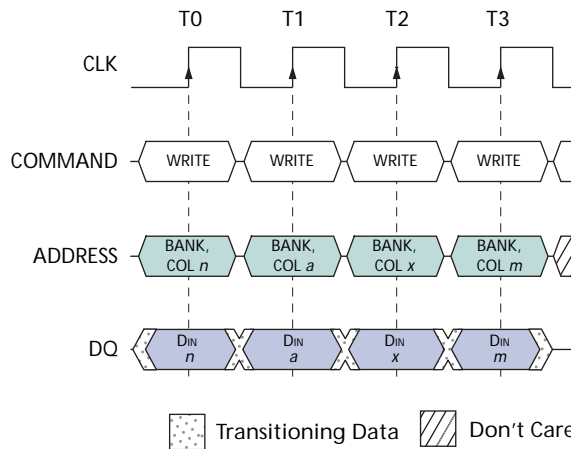 T0 T1 T2 T3
CLK
COMMAND WRITE WRITE WRITE WRITE
ADDRESS BANK, COL n BANK, COL a BANK, COL x BANK, COL m
DQ DIN n DIN a DIN x DIN m
Transitioning Data Don't Care